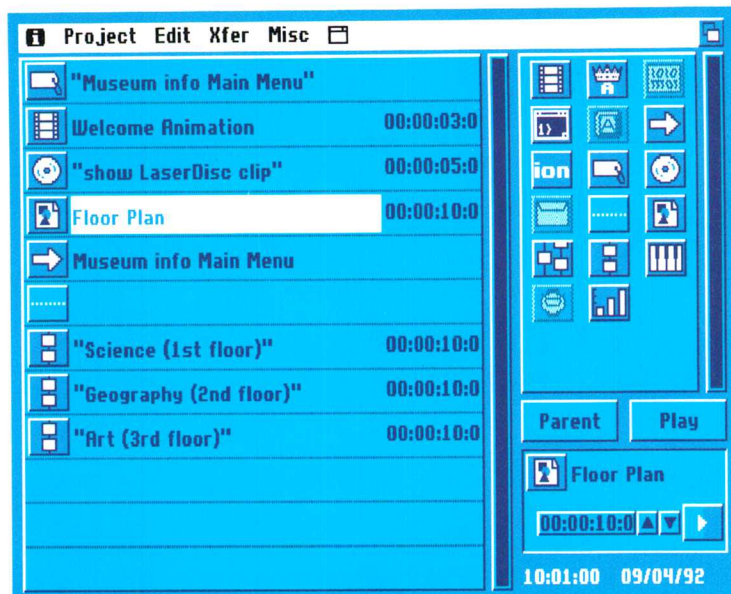 i Project Edit Xfer Misc
"Museum info Main Menu"
Welcome Animation 00:00:03:0
"show LaserDisc clip" 00:00:05:0
Floor Plan 00:00:10:0
Museum info Main Menu
"Science (1st floor)" 00:00:10:0
"Geography (2nd floor)" 00:00:10:0
"Art (3rd floor)" 00:00:10:0
A
1>
A
ion
Parent Play
Floor Plan
00:00:10:0
10:01:00 09/04/92